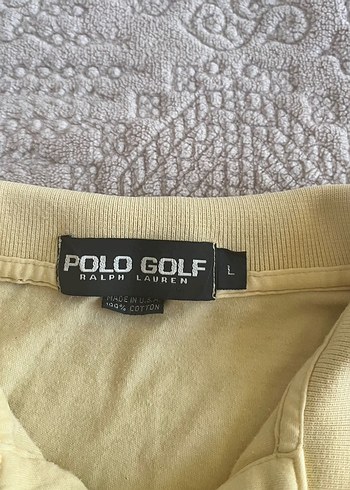 POLO GOLF
RALPH LAUREN
L
MADE IN U.S.A
100% COTTON